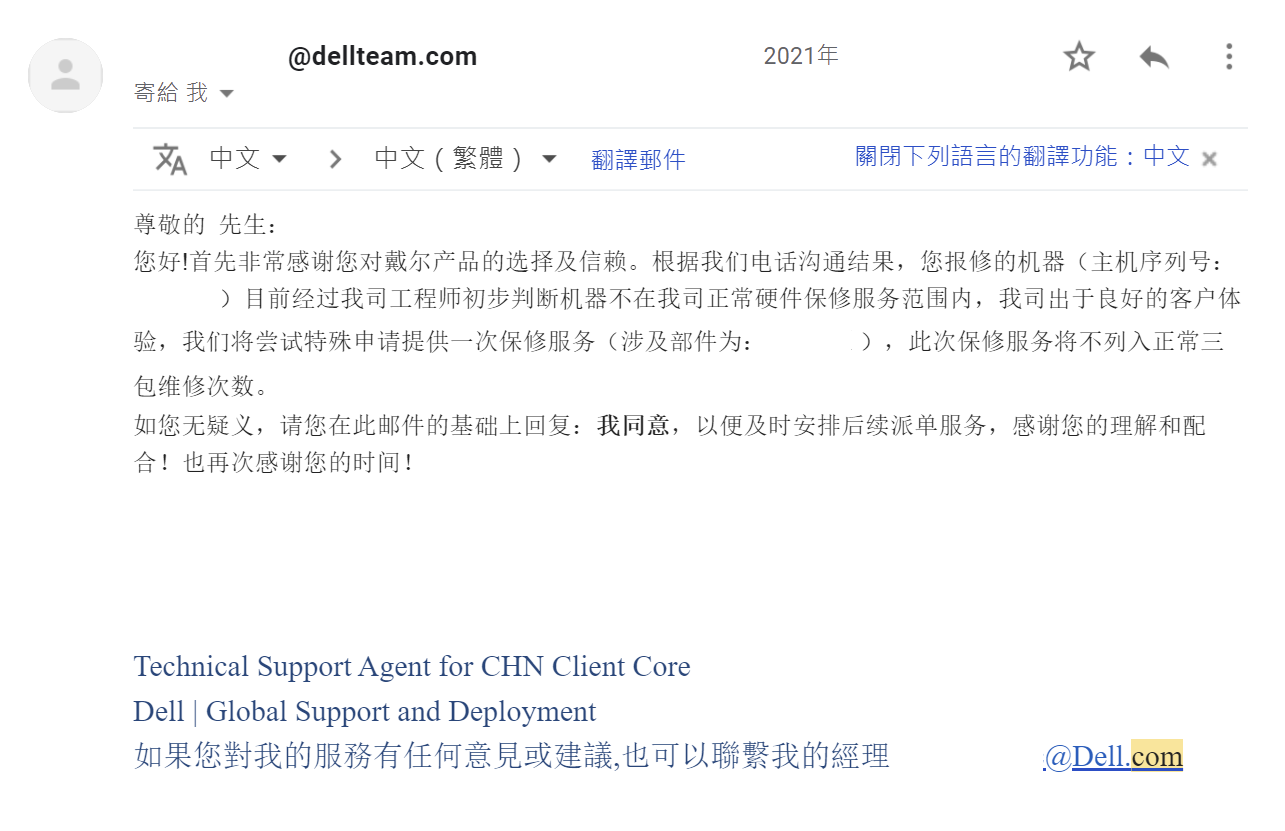 @dellteam.com 2021年
寄給 我
中文 中文（繁體） 翻譯郵件 關閉下列語言的翻譯功能：中文
尊敬的 先生：
您好!首先非常感谢您对戴尔产品的选择及信赖。根据我们电话沟通结果，您报修的机器（主机序列号：
）目前经过我司工程师初步判断机器不在我司正常硬件保修服务范围内，我司出于良好的客户体
验，我们将尝试特殊申请提供一次保修服务（涉及部件为： ），此次保修服务将不列入正常三
包维修次数。
如您无疑义，请您在此邮件的基础上回复：我同意，以便及时安排后续派单服务，感谢您的理解和配
合！也再次感谢您的时间！
Technical Support Agent for CHN Client Core
Dell | Global Support and Deployment
如果您對我的服務有任何意見或建議,也可以聯繫我的經理 @Dell.com